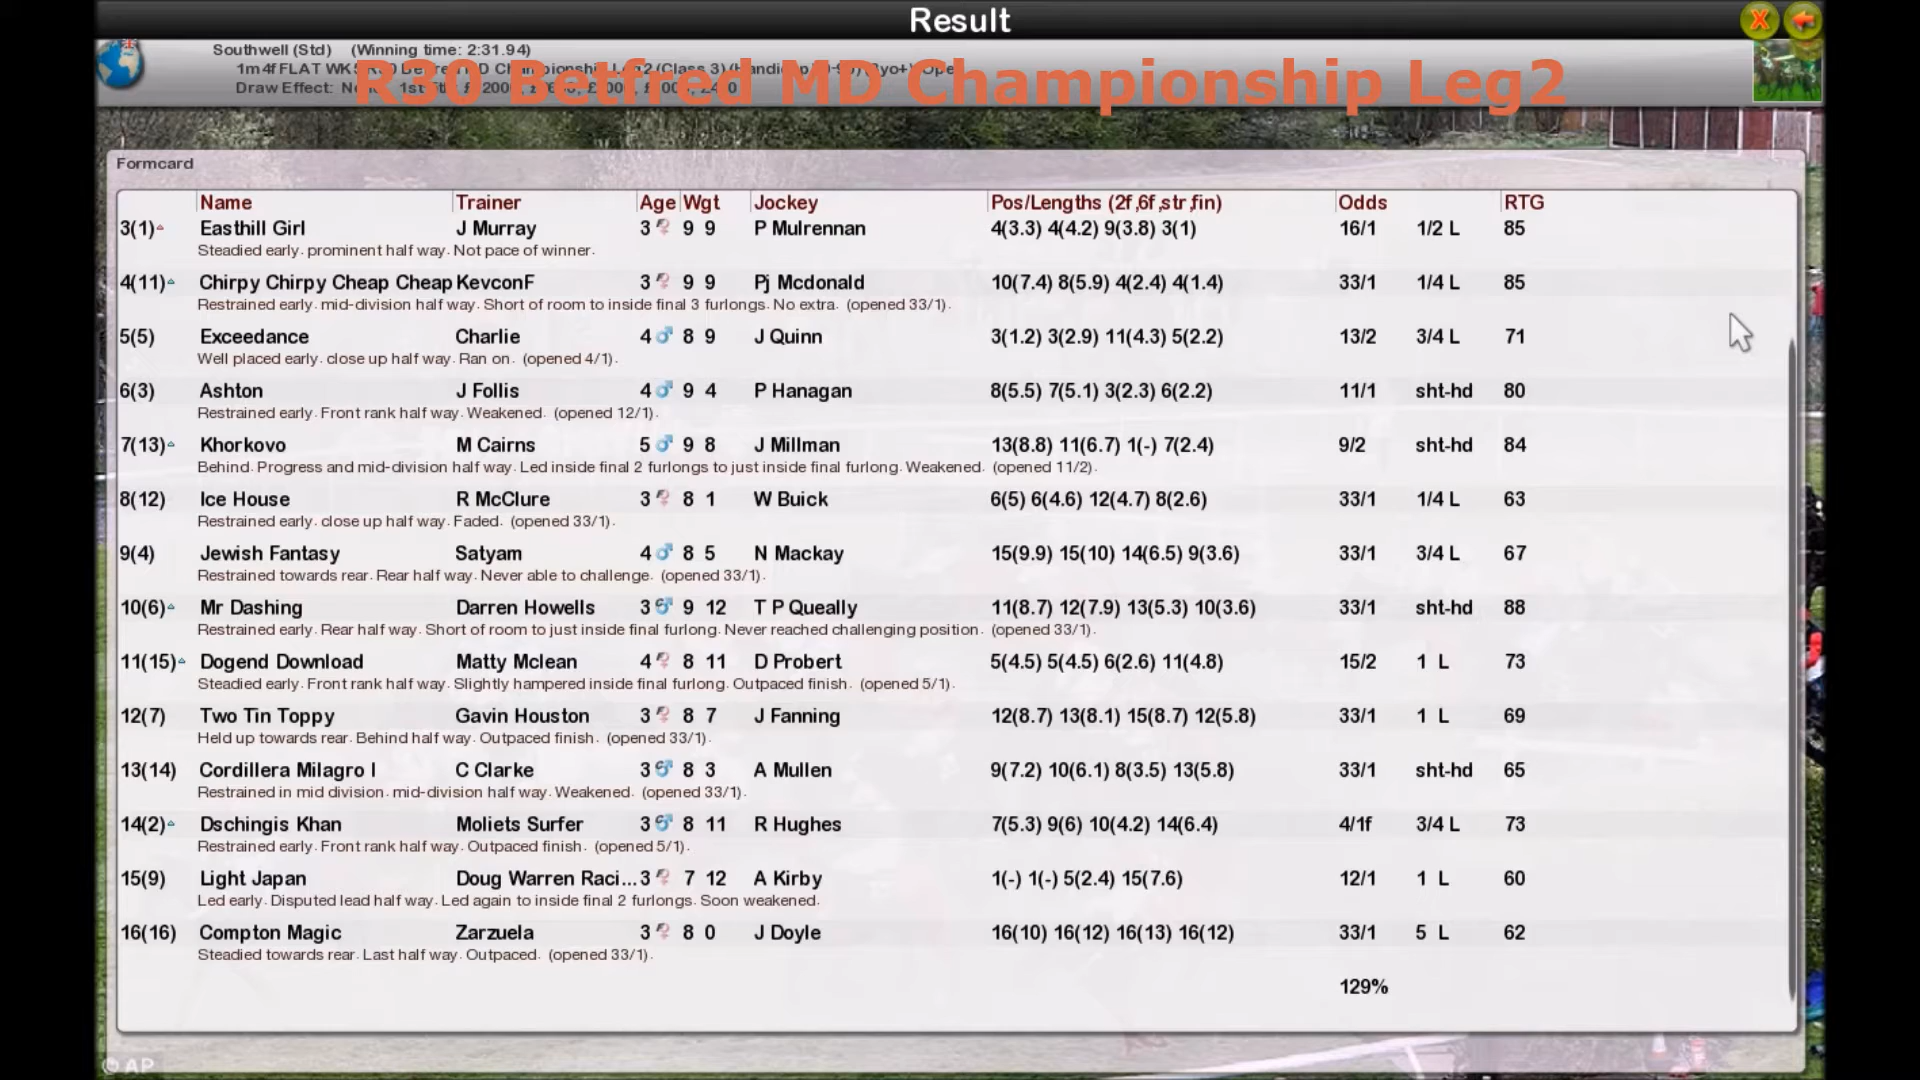 Result
Southwell (Std) (Winning time: 2:31.94)
R30 Betfred MD Championship Leg2
1m4f FLAT
Draw Effect:
Formcard
Name Trainer Age Wgt Jockey Pos/Lengths (2f,6f,str,fin) Odds RTG
3(1) Easthill Girl J Murray 3 9 9 P Mulrennan 4(3.3) 4(4.2) 9(3.8) 3(1) 16/1 1/2 L 85
Steadied early. prominent half way. Not pace of winner.
4(11) Chirpy Chirpy Cheap Cheap KevconF 3 9 9 Pj Mcdonald 10(7.4) 8(5.9) 4(2.4) 4(1.4) 33/1 1/4 L 85
Restrained early. mid-division half way. Short of room to inside final 3 furlongs. No extra. (opened 33/1).
5(5) Exceedance Charlie 4 8 9 J Quinn 3(1.2) 3(2.9) 11(4.3) 5(2.2) 13/2 3/4 L 71
Well placed early. close up half way. Ran on. (opened 4/1).
6(3) Ashton J Follis 4 9 4 P Hanagan 8(5.5) 7(5.1) 3(2.3) 6(2.2) 11/1 sht-hd 80
Restrained early. Front rank half way. Weakened. (opened 12/1).
7(13) Khorkovo M Cairns 5 9 8 J Millman 13(8.8) 11(6.7) 1(-) 7(2.4) 9/2 sht-hd 84
Behind. Progress and mid-division half way. Led inside final 2 furlongs to just inside final furlong. Weakened. (opened 11/2).
8(12) Ice House R McClure 3 8 1 W Buick 6(5) 6(4.6) 12(4.7) 8(2.6) 33/1 1/4 L 63
Restrained early. close up half way. Faded. (opened 33/1).
9(4) Jewish Fantasy Satyam 4 8 5 N Mackay 15(9.9) 15(10) 14(6.5) 9(3.6) 33/1 3/4 L 67
Restrained towards rear. Rear half way. Never able to challenge. (opened 33/1).
10(6) Mr Dashing Darren Howells 3 9 12 T P Queally 11(8.7) 12(7.9) 13(5.3) 10(3.6) 33/1 sht-hd 88
Restrained early. Rear half way. Short of room to just inside final furlong. Never reached challenging position. (opened 33/1).
11(15) Dogend Download Matty Mclean 4 8 11 D Probert 5(4.5) 5(4.5) 6(2.6) 11(4.8) 15/2 1 L 73
Steadied early. Front rank half way. Slightly hampered inside final furlong. Outpaced finish. (opened 5/1).
12(7) Two Tin Toppy Gavin Houston 3 8 7 J Fanning 12(8.7) 13(8.1) 15(8.7) 12(5.8) 33/1 1 L 69
Held up towards rear. Behind half way. Outpaced finish. (opened 33/1).
13(14) Cordillera Milagro I C Clarke 3 8 3 A Mullen 9(7.2) 10(6.1) 8(3.5) 13(5.8) 33/1 sht-hd 65
Restrained in mid division. mid-division half way. Weakened. (opened 33/1).
14(2) Dschingis Khan Moliets Surfer 3 8 11 R Hughes 7(5.3) 9(6) 10(4.2) 14(6.4) 4/1f 3/4 L 73
Restrained early. Front rank half way. Outpaced finish. (opened 5/1).
15(9) Light Japan Doug Warren Raci... 3 7 12 A Kirby 1(-) 1(-) 5(2.4) 15(7.6) 12/1 1 L 60
Led early. Disputed lead half way. Led again to inside final 2 furlongs. Soon weakened.
16(16) Compton Magic Zarzuela 3 8 0 J Doyle 16(10) 16(12) 16(13) 16(12) 33/1 5 L 62
Steadied towards rear. Last half way. Outpaced. (opened 33/1).
129%
© AP